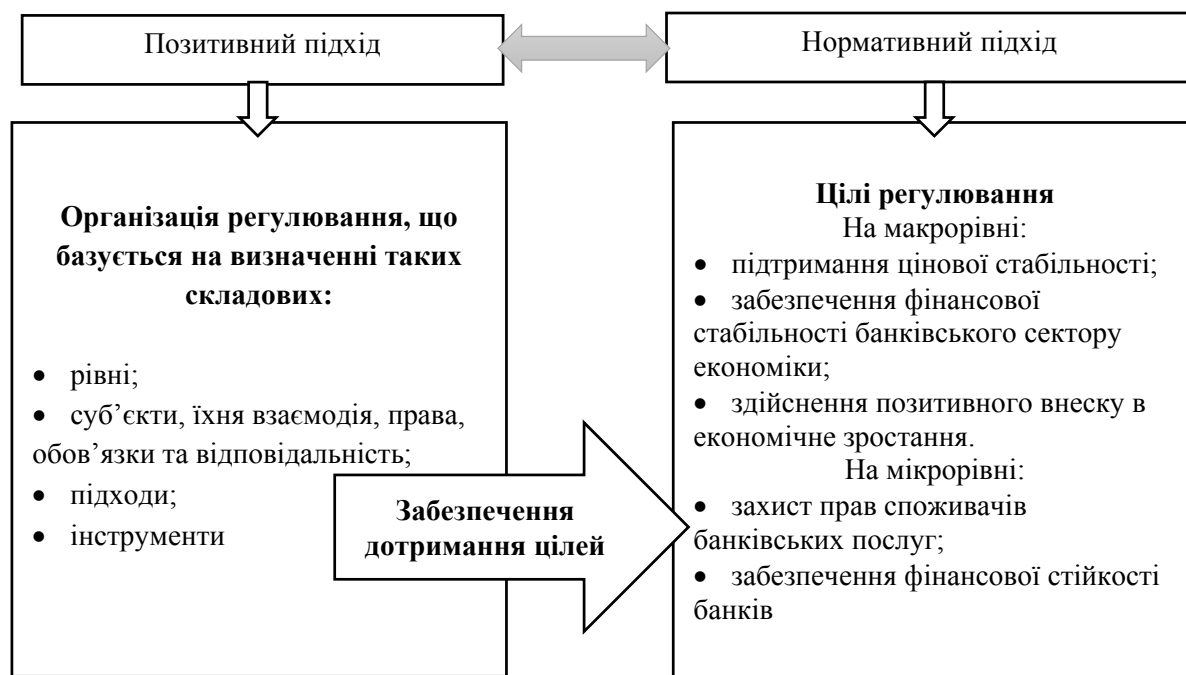 Позитивний підхід
Нормативний підхід
Організація регулювання, що
базується на визначенні таких
складових:
• рівні;
• суб’єкти, їхня взаємодія, права,
обов’язки та відповідальність;
• підходи;
• інструменти
Забезпечення
дотримання цілей
Цілі регулювання
На макрорівні:
• підтримання цінової стабільності;
• забезпечення фінансової
стабільності банківського сектору
економіки;
• здійснення позитивного внеску в
економічне зростання.
На мікрорівні:
• захист прав споживачів
банківських послуг;
• забезпечення фінансової стійкості
банків